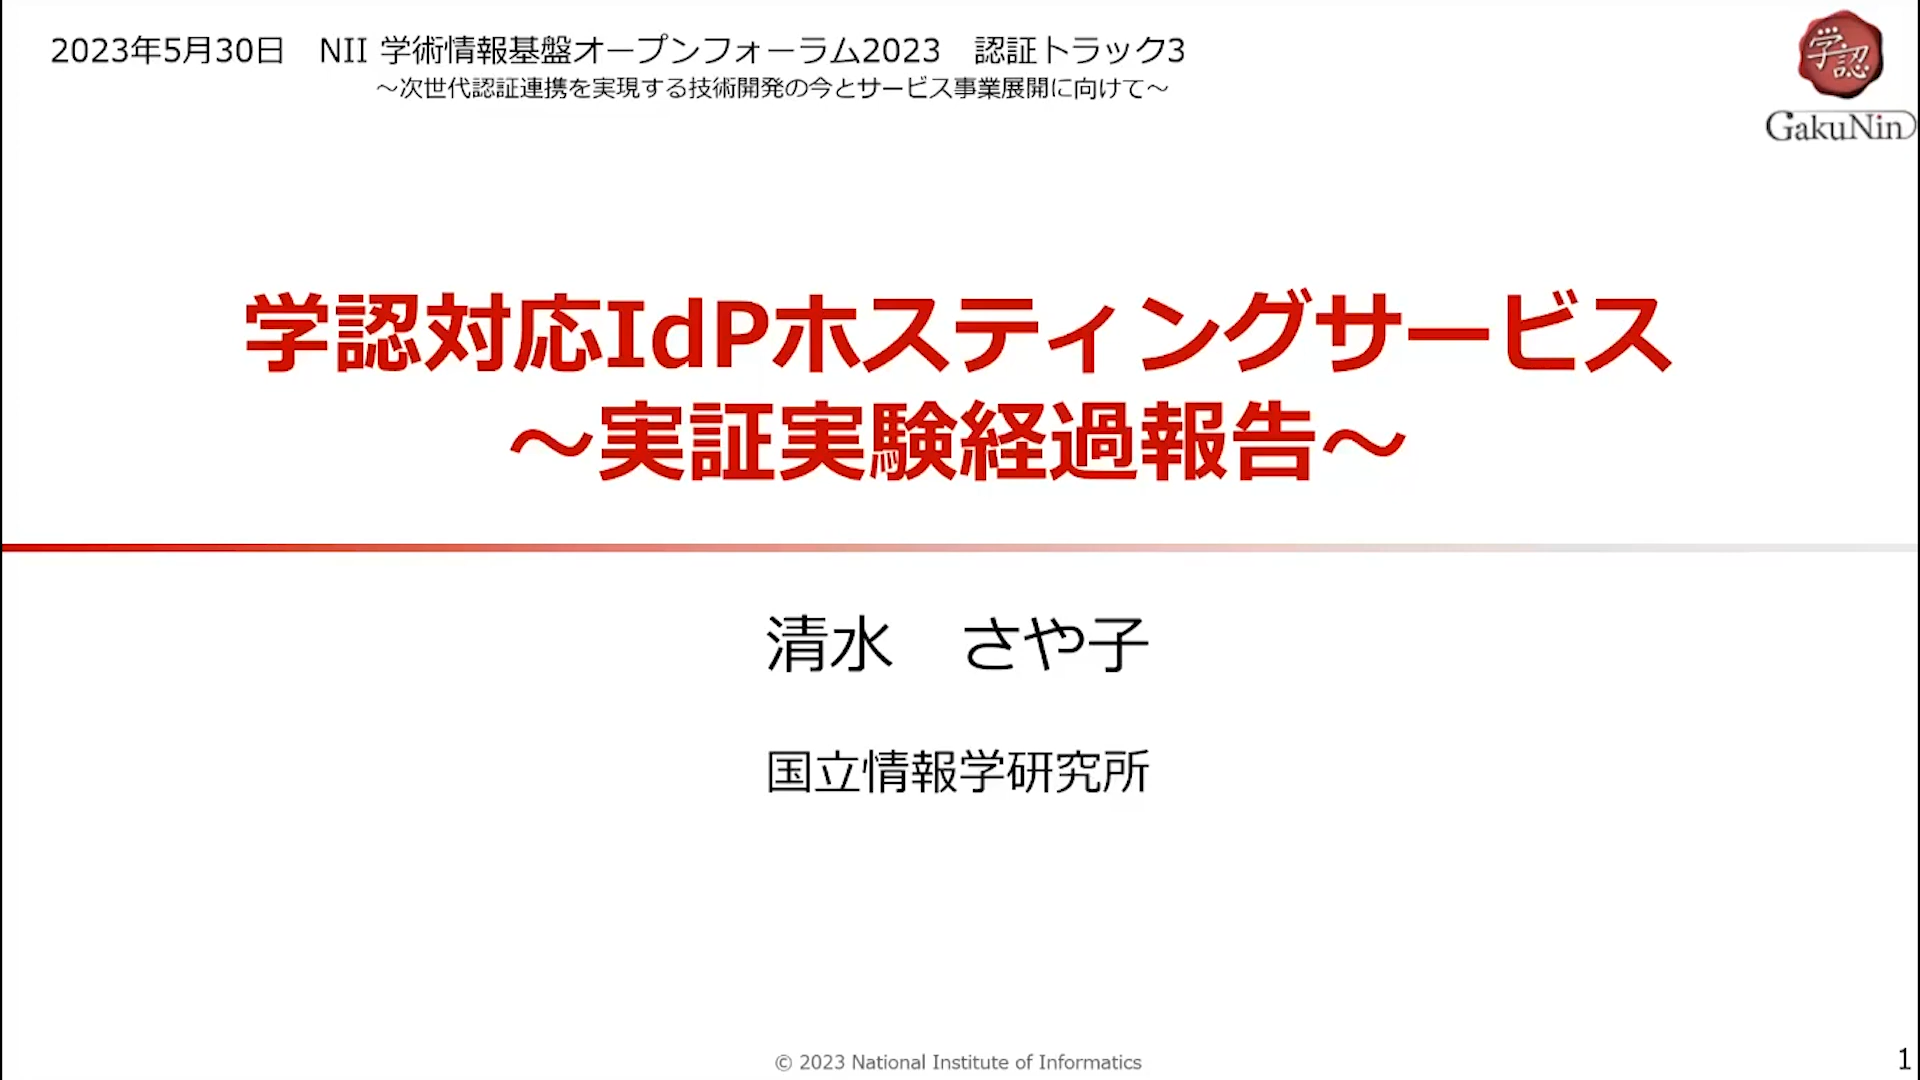 2023年5月30日　NII 学術情報基盤オープンフォーラム2023　認証トラック3
～次世代認証連携を実現する技術開発の今とサービス事業展開に向けて～
学認
GakuNin
学認対応IdPホスティングサービス
～実証実験経過報告～
清水　さや子
国立情報学研究所
© 2023 National Institute of Informatics
1